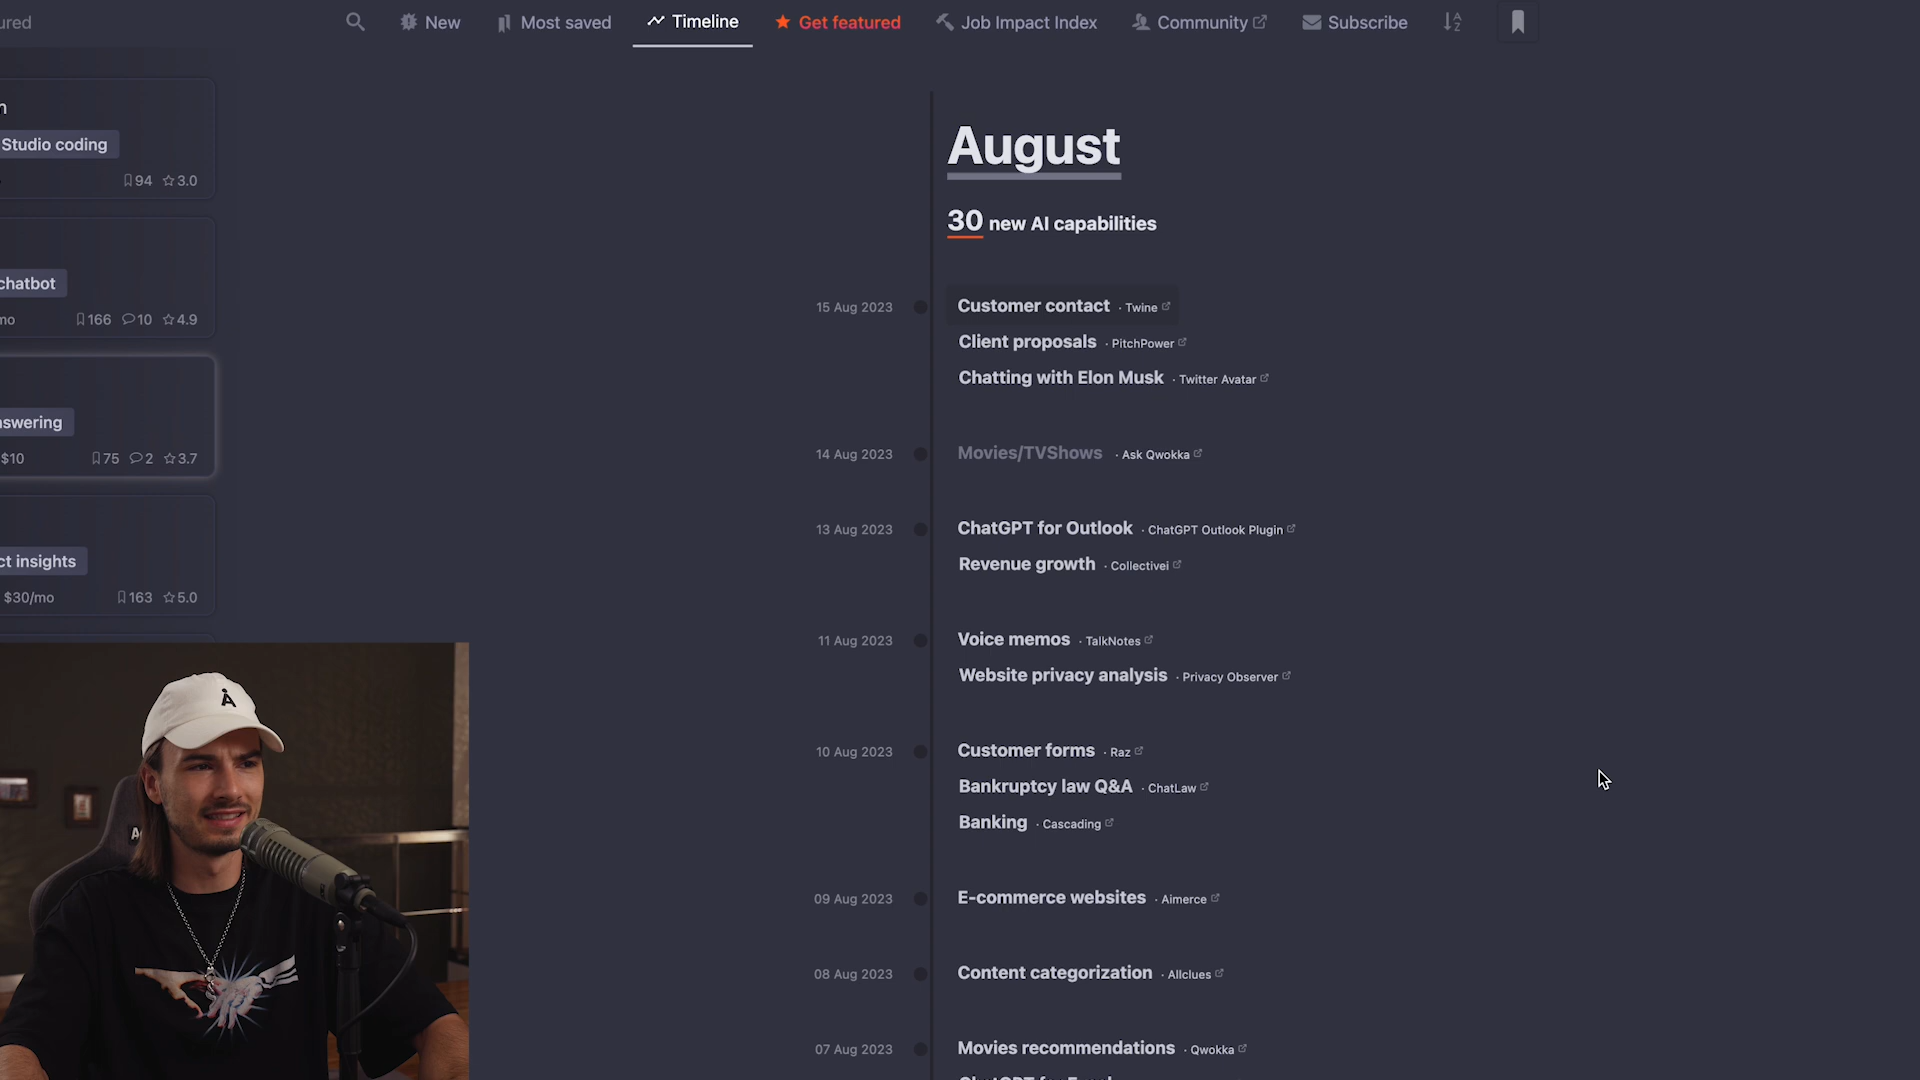 ured
New
Most saved
Timeline
Get featured
Job Impact Index
Community
Subscribe
Studio coding
94 3.0
chatbot
mo 166 10 4.9
swering
$10 75 2 3.7
ct insights
$30/mo 163 5.0
August
30 new AI capabilities
15 Aug 2023
Customer contact · Twine
Client proposals · PitchPower
Chatting with Elon Musk · Twitter Avatar
14 Aug 2023
Movies/TVShows · Ask Qwokka
13 Aug 2023
ChatGPT for Outlook · ChatGPT Outlook Plugin
Revenue growth · Collectivei
11 Aug 2023
Voice memos · TalkNotes
Website privacy analysis · Privacy Observer
10 Aug 2023
Customer forms · Raz
Bankruptcy law Q&A · ChatLaw
Banking · Cascading
09 Aug 2023
E-commerce websites · Aimerce
08 Aug 2023
Content categorization · Allclues
07 Aug 2023
Movies recommendations · Qwokka